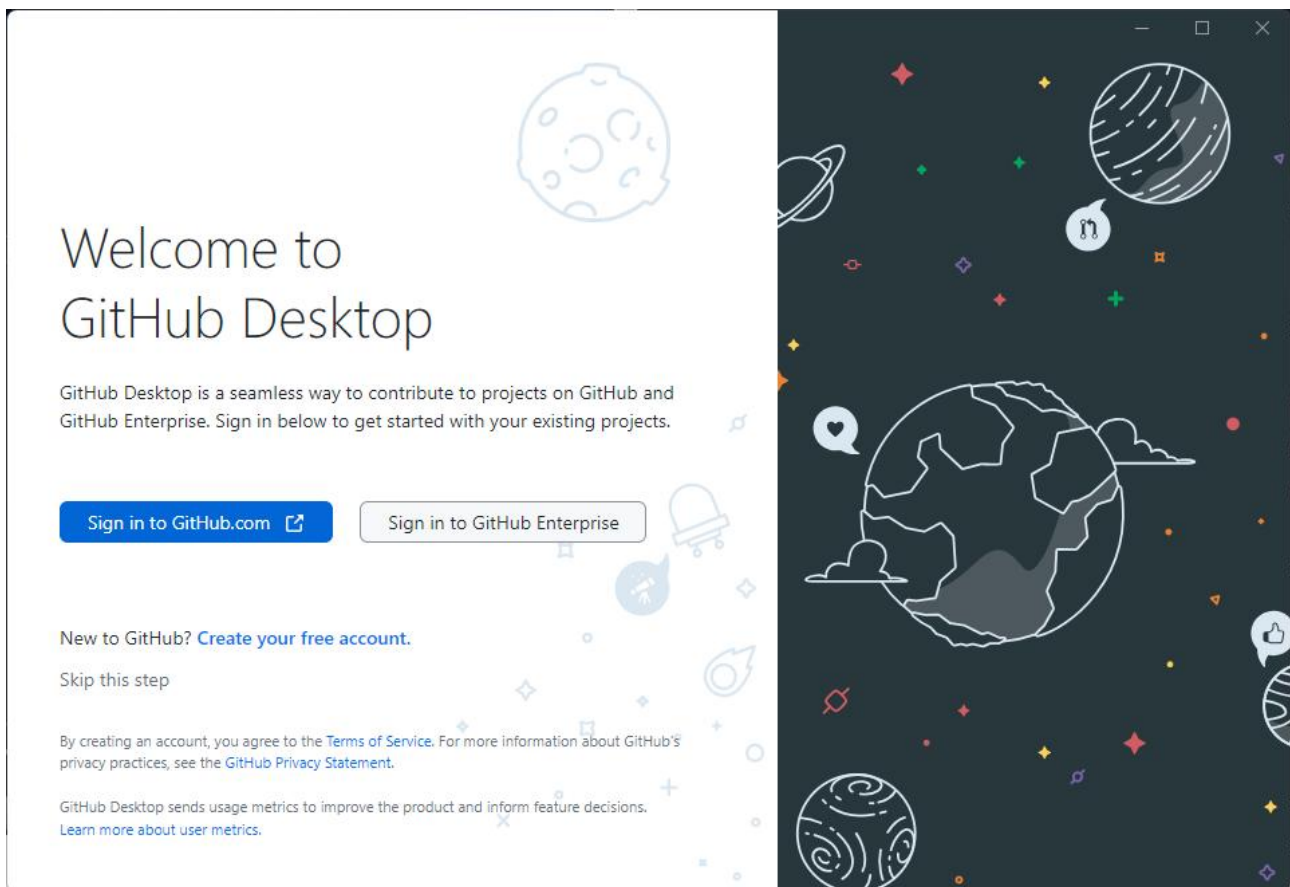 Welcome to
GitHub Desktop
GitHub Desktop is a seamless way to contribute to projects on GitHub and
GitHub Enterprise. Sign in below to get started with your existing projects.
Sign in to GitHub.com
Sign in to GitHub Enterprise
New to GitHub? Create your free account.
Skip this step
By creating an account, you agree to the Terms of Service. For more information about GitHub's
privacy practices, see the GitHub Privacy Statement.
GitHub Desktop sends usage metrics to improve the product and inform feature decisions.
Learn more about user metrics.